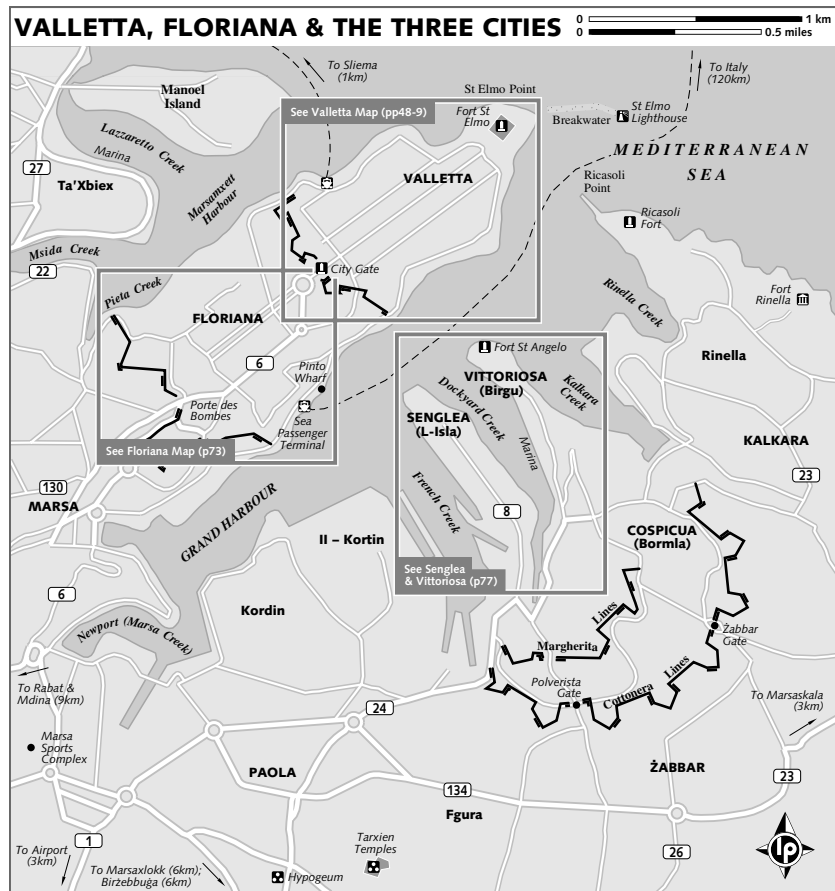 VALLETTA, FLORIANA & THE THREE CITIES
0 1 km
0 0.5 miles
To Sliema
(1km)
To Italy
(120km)
Manoel
Island
St Elmo Point
See Valletta Map (pp48-9)
Fort St
Elmo
Breakwater
St Elmo
Lighthouse
Lazzaretto Creek
Marina
27
Ta'Xbiex
Marsamxett
Harbour
VALLETTA
MEDITERRANEAN
SEA
Ricasoli
Point
Ricasoli
Fort
Msida Creek
22
City Gate
Pieta Creek
Rinella Creek
Fort
Rinella
FLORIANA
6
Pinto
Wharf
Fort St Angelo
VITTORIOSA
(Birgu)
Kalkara
Creek
Rinella
Porte des
Bombes
Sea
Passenger
Terminal
See Floriana Map (p73)
Dockyard Creek
SENGLEA
(L-Isla)
Marina
KALKARA
130
MARSA
23
GRAND HARBOUR
French Creek
8
II – Kortin
COSPICUA
(Bormla)
See Senglea
& Vittoriosa (p77)
6
Kordin
Newport (Marsa Creek)
Margherita
Lines
Żabbar
Gate
Polverista
Gate
Cottonera
Lines
To Rabat &
Mdina (9km)
24
To Marsaskala
(3km)
Marsa
Sports
Complex
PAOLA
ŻABBAR
134
23
Fgura
1
To Airport
(3km)
Tarxien
Temples
26
lp
To Marsaxlokk (6km);
Birżebbuġa (6km)
Hypogeum